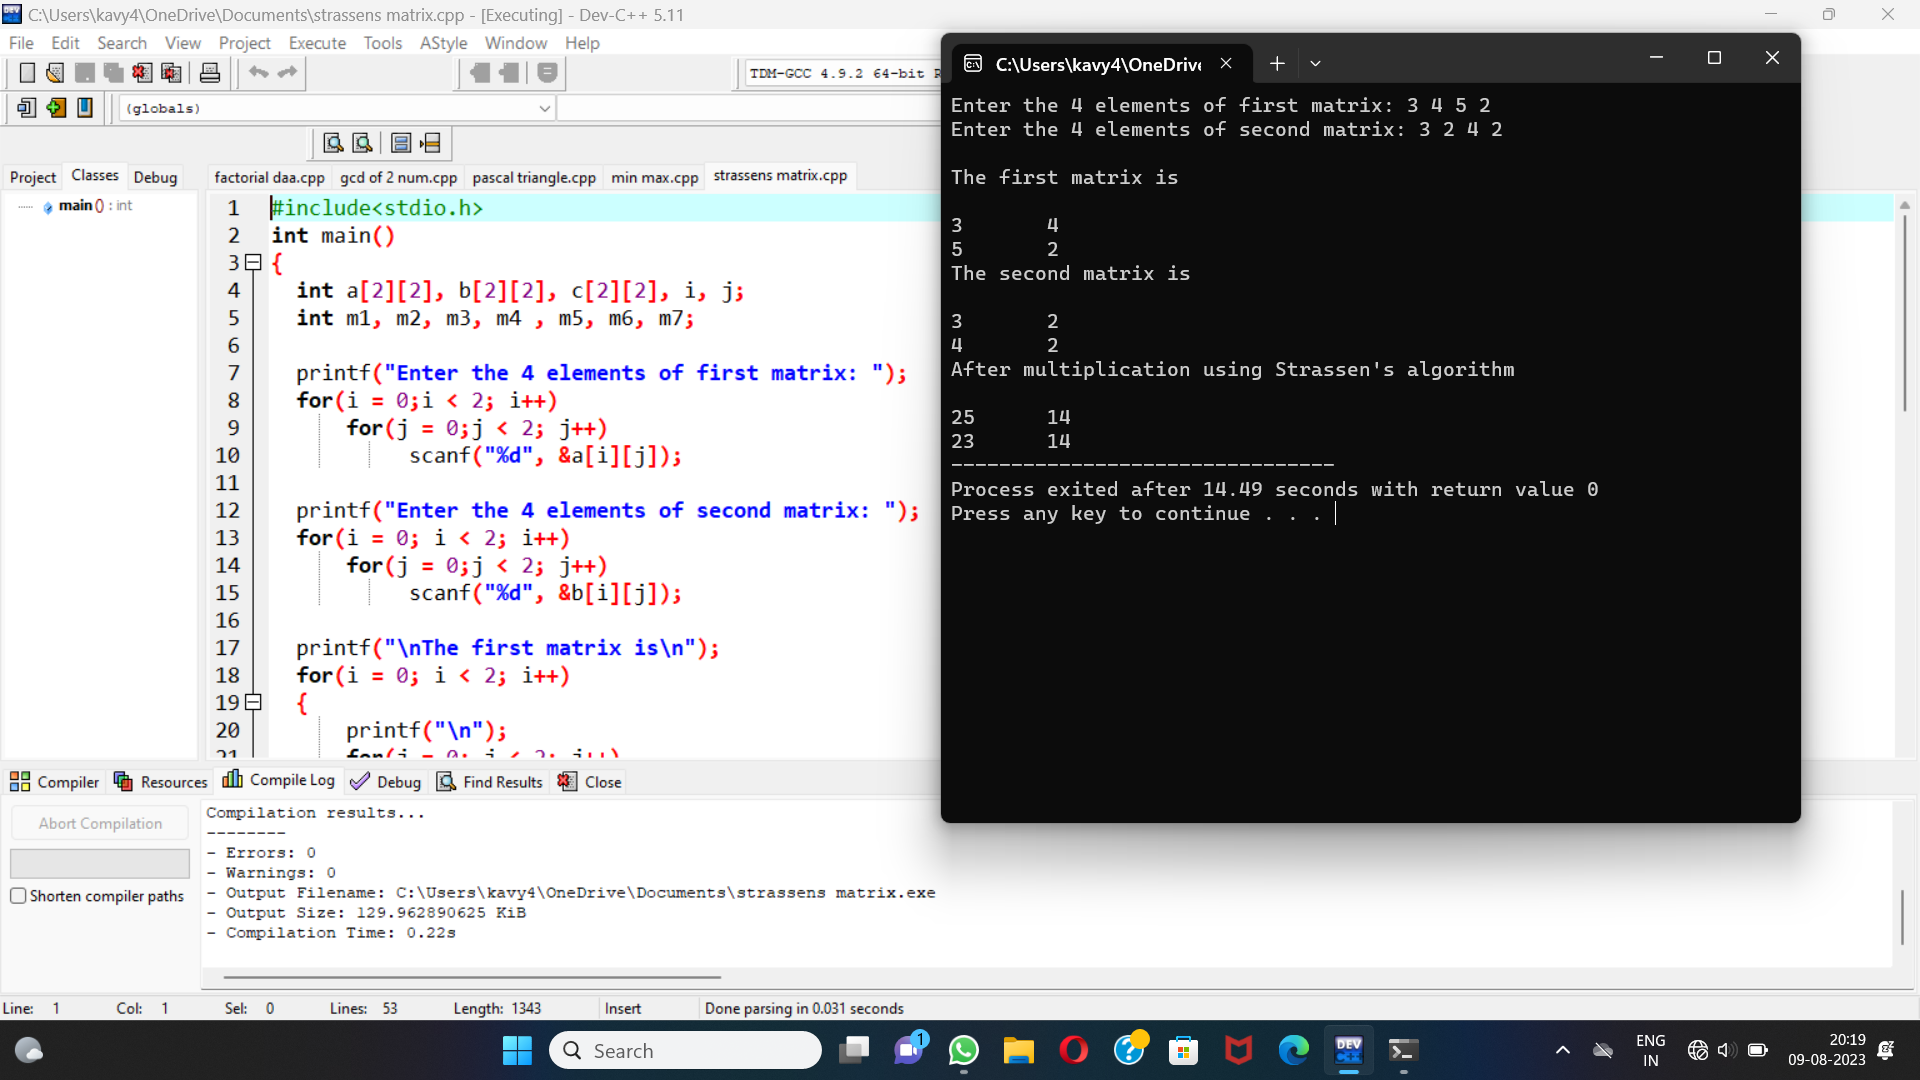 C:\Users\kavy4\OneDrive\Documents\strassens matrix.cpp - [Executing] - Dev-C++ 5.11
File Edit Search View Project Execute Tools AStyle Window Help
TDM-GCC 4.9.2 64-bit R
(globals)
Project Classes Debug
factorial daa.cpp gcd of 2 num.cpp pascal triangle.cpp min max.cpp strassens matrix.cpp
main () : int
1 #include<stdio.h>
2 int main()
3 {
4 int a[2][2], b[2][2], c[2][2], i, j;
5 int m1, m2, m3, m4 , m5, m6, m7;
6
7 printf("Enter the 4 elements of first matrix: ");
8 for(i = 0;i < 2; i++)
9 for(j = 0;j < 2; j++)
10 scanf("%d", &a[i][j]);
11
12 printf("Enter the 4 elements of second matrix: ");
13 for(i = 0; i < 2; i++)
14 for(j = 0;j < 2; j++)
15 scanf("%d", &b[i][j]);
16
17 printf("\nThe first matrix is\n");
18 for(i = 0; i < 2; i++)
19 {
20 printf("\n");
21 for(j = 0; j < 2; j++)
C:\Users\kavy4\OneDrive
Enter the 4 elements of first matrix: 3 4 5 2
Enter the 4 elements of second matrix: 3 2 4 2
The first matrix is
3 4
5 2
The second matrix is
3 2
4 2
After multiplication using Strassen's algorithm
25 14
23 14
--------------------------------
Process exited after 14.49 seconds with return value 0
Press any key to continue . . .
Compiler Resources Compile Log Debug Find Results Close
Abort Compilation
Shorten compiler paths
Compilation results...
--------
- Errors: 0
- Warnings: 0
- Output Filename: C:\Users\kavy4\OneDrive\Documents\strassens matrix.exe
- Output Size: 129.962890625 KiB
- Compilation Time: 0.22s
Line: 1 Col: 1 Sel: 0 Lines: 53 Length: 1343 Insert Done parsing in 0.031 seconds
Search
1
DEV
C++
ENG
IN
20:19
09-08-2023